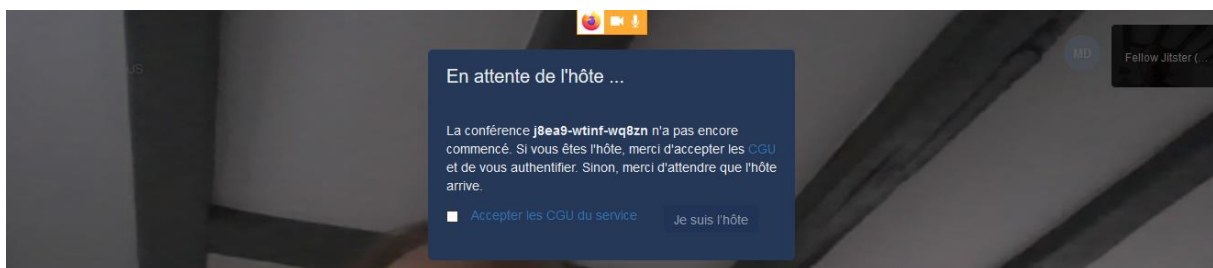 US
MD
Fellow Jitster (...
En attente de l'hôte ...
La conférence j8ea9-wtinf-wq8zn n'a pas encore
commencé. Si vous êtes l'hôte, merci d'accepter les CGU
et de vous authentifier. Sinon, merci d'attendre que l'hôte
arrive.
Accepter les CGU du service
Je suis l'hôte